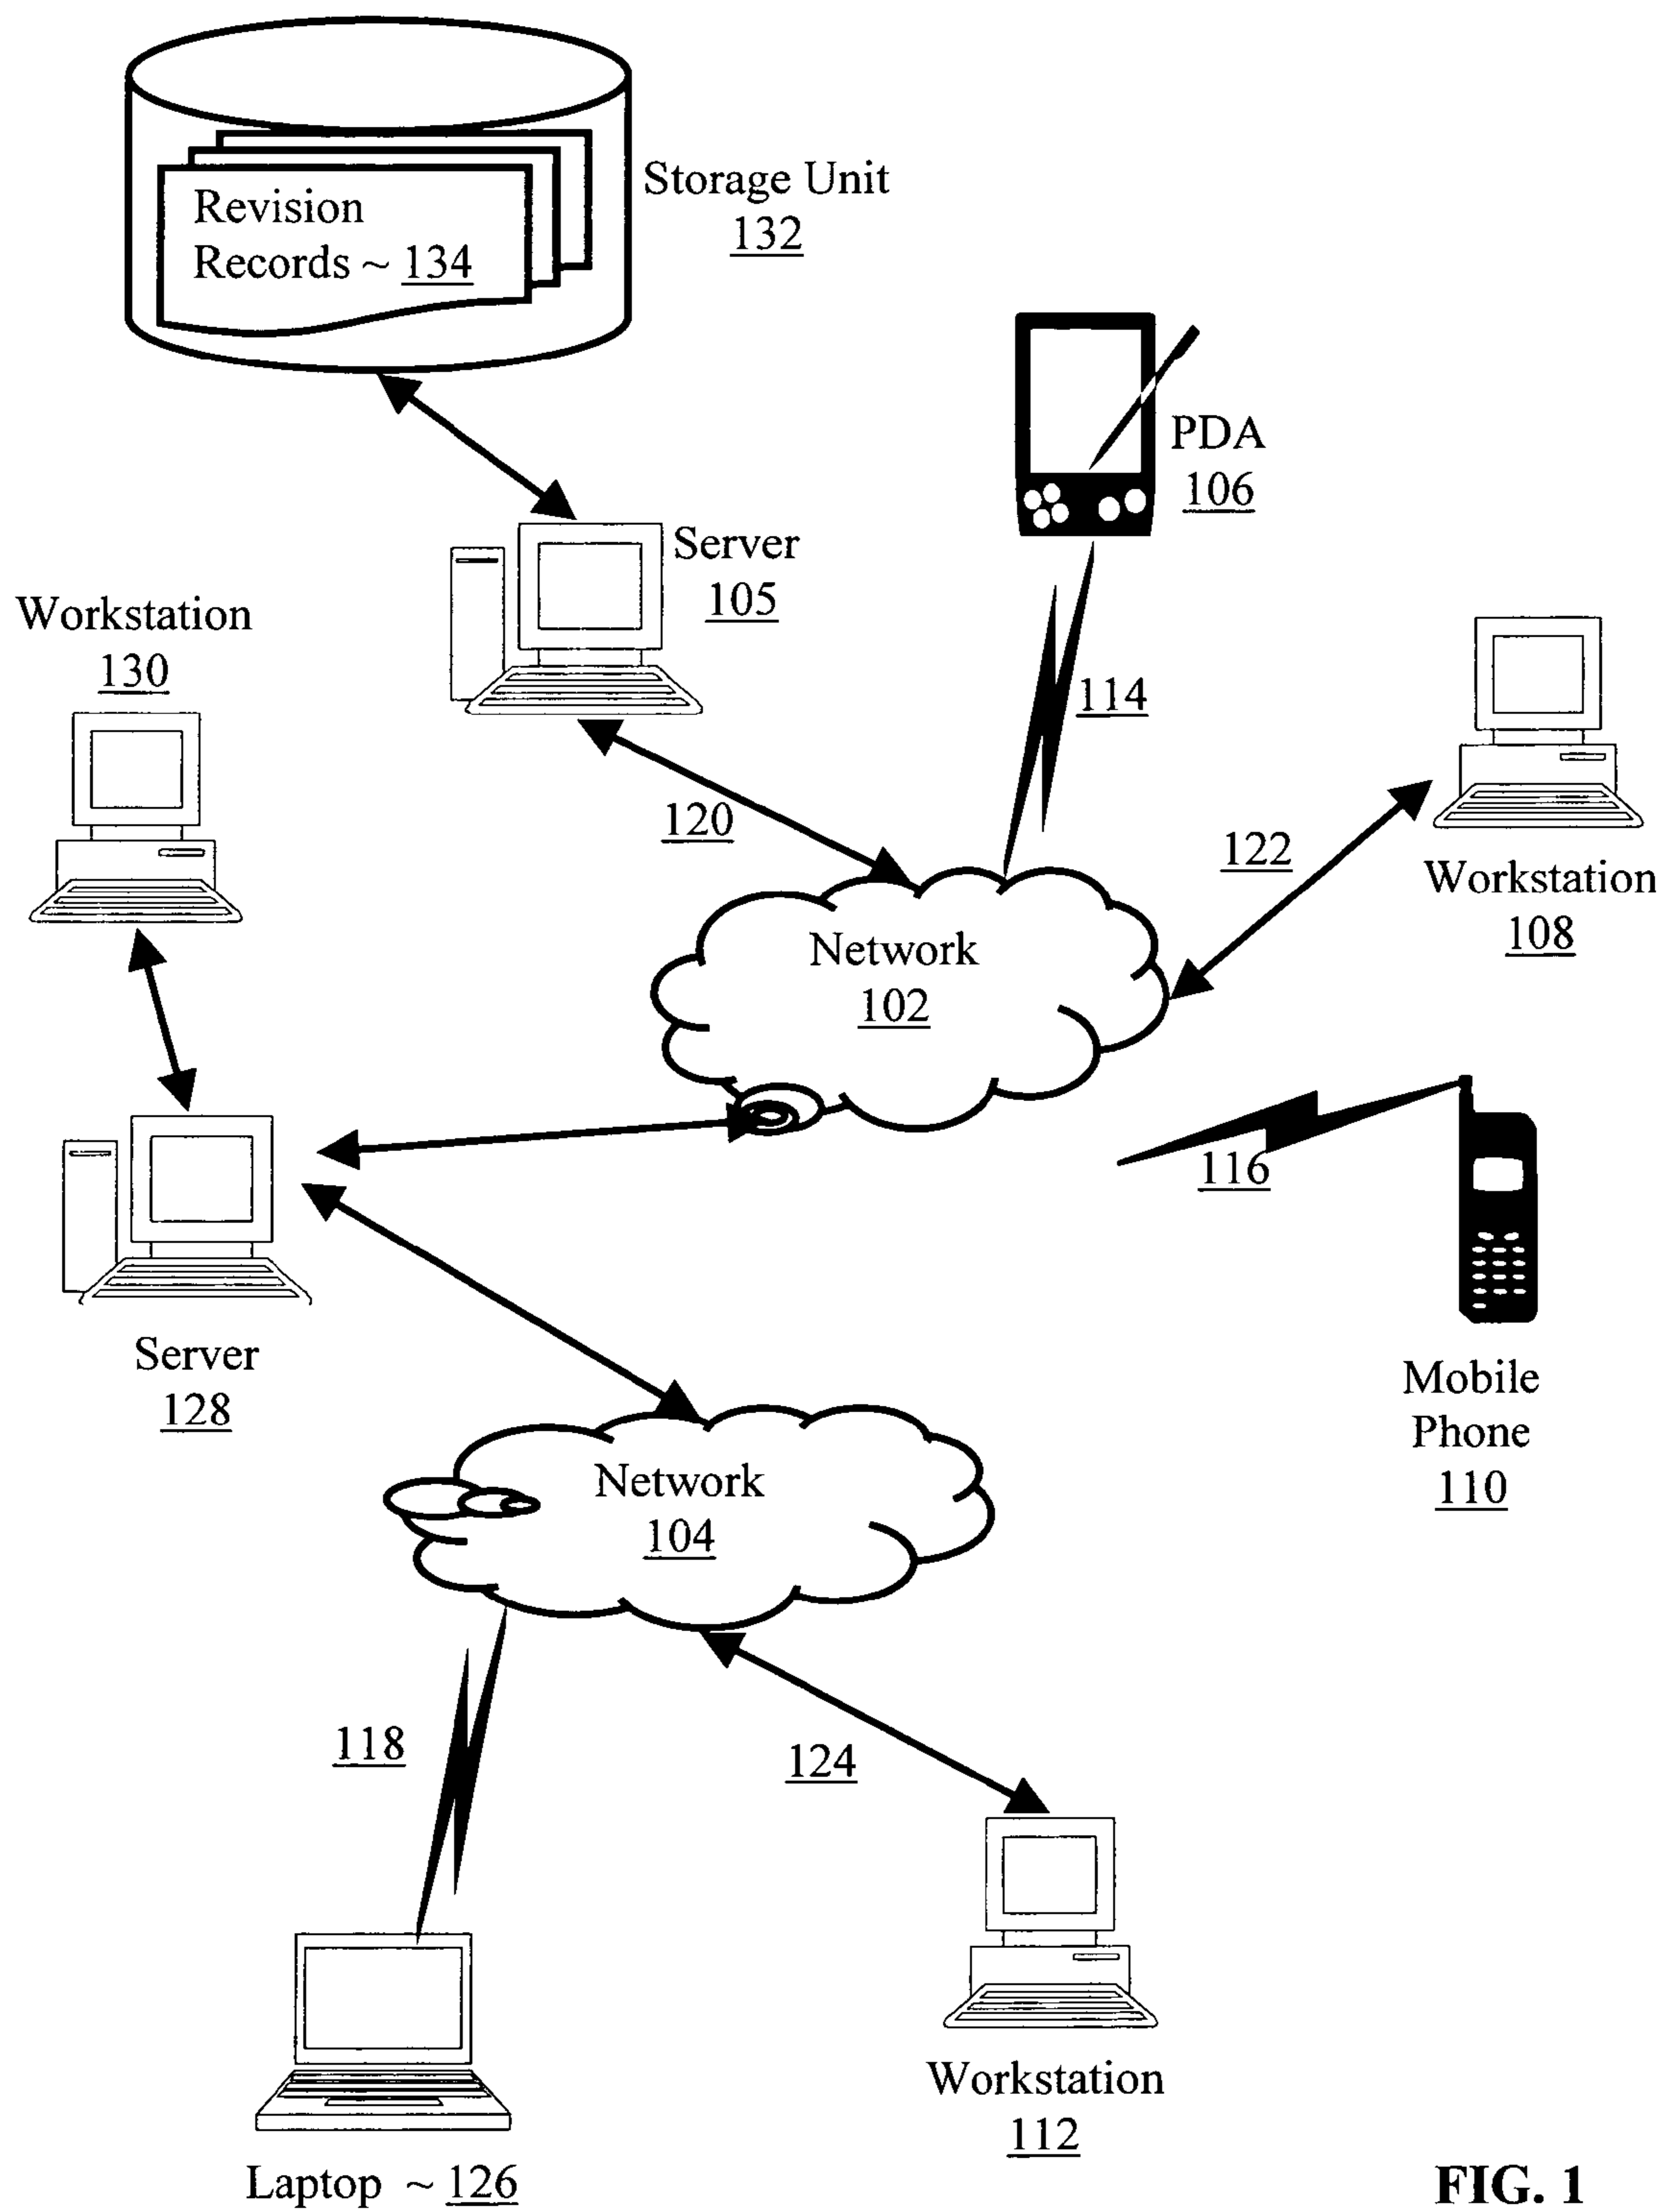 Revision
Records ~ 134
Storage Unit
132
PDA
106
Server
105
Workstation
130
114
120
122
Workstation
108
Network
102
116
Server
128
Mobile
Phone
110
Network
104
118
124
Workstation
112
Laptop ~ 126
FIG. 1